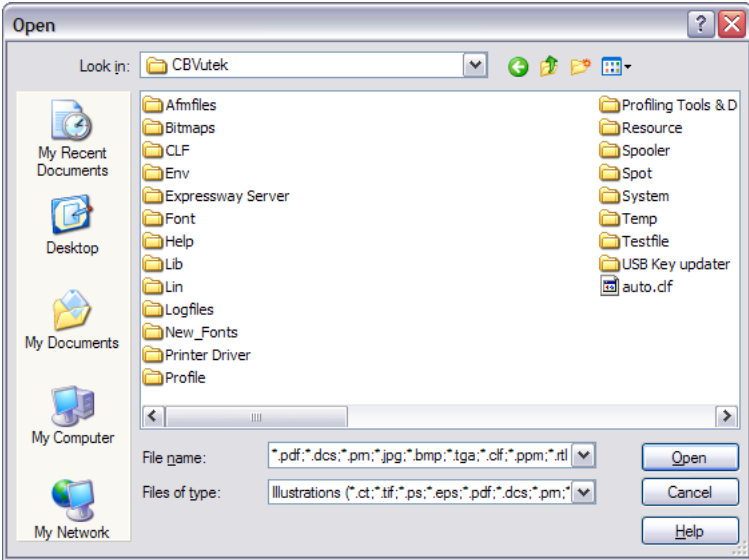 Open
Look in:
CBVutek
My Recent
Documents
Desktop
My Documents
My Computer
My Network
Afmfiles
Bitmaps
CLF
Env
Expressway Server
Font
Help
Lib
Lin
Logfiles
New_Fonts
Printer Driver
Profile
Profiling Tools & D
Resource
Spooler
Spot
System
Temp
Testfile
USB Key updater
auto.clf
File name:
*.pdf;*.dcs;*.prn;*.jpg;*.bmp;*.tga;*.clf;*.ppm;*.rtl
Open
Files of type:
Illustrations (*.ct;*.tif;*.ps;*.eps;*.pdf;*.dcs;*.prn;*
Cancel
Help